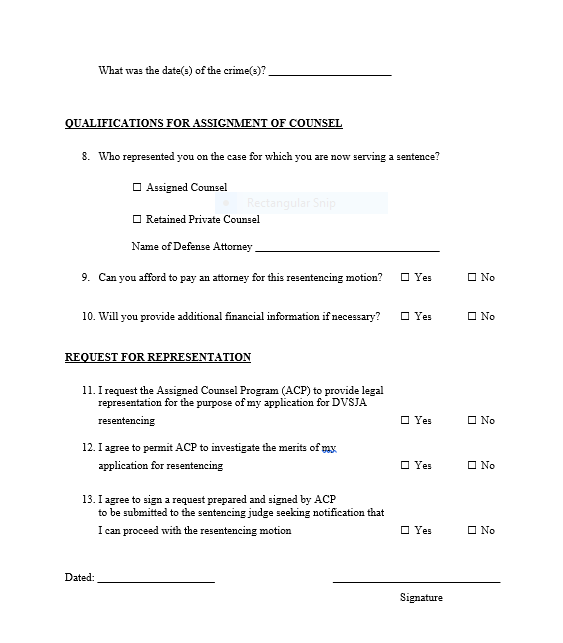 What was the date(s) of the crime(s)? ____________________
QUALIFICATIONS FOR ASSIGNMENT OF COUNSEL
8. Who represented you on the case for which you are now serving a sentence?
☐ Assigned Counsel
Rectangular Snip
☐ Retained Private Counsel
Name of Defense Attorney ______________________________
9. Can you afford to pay an attorney for this resentencing motion? ☐ Yes ☐ No
10. Will you provide additional financial information if necessary? ☐ Yes ☐ No
REQUEST FOR REPRESENTATION
11. I request the Assigned Counsel Program (ACP) to provide legal
representation for the purpose of my application for DVSJA
resentencing ☐ Yes ☐ No
12. I agree to permit ACP to investigate the merits of my
application for resentencing ☐ Yes ☐ No
13. I agree to sign a request prepared and signed by ACP
to be submitted to the sentencing judge seeking notification that
I can proceed with the resentencing motion ☐ Yes ☐ No
Dated: ___________________ ___________________________
Signature